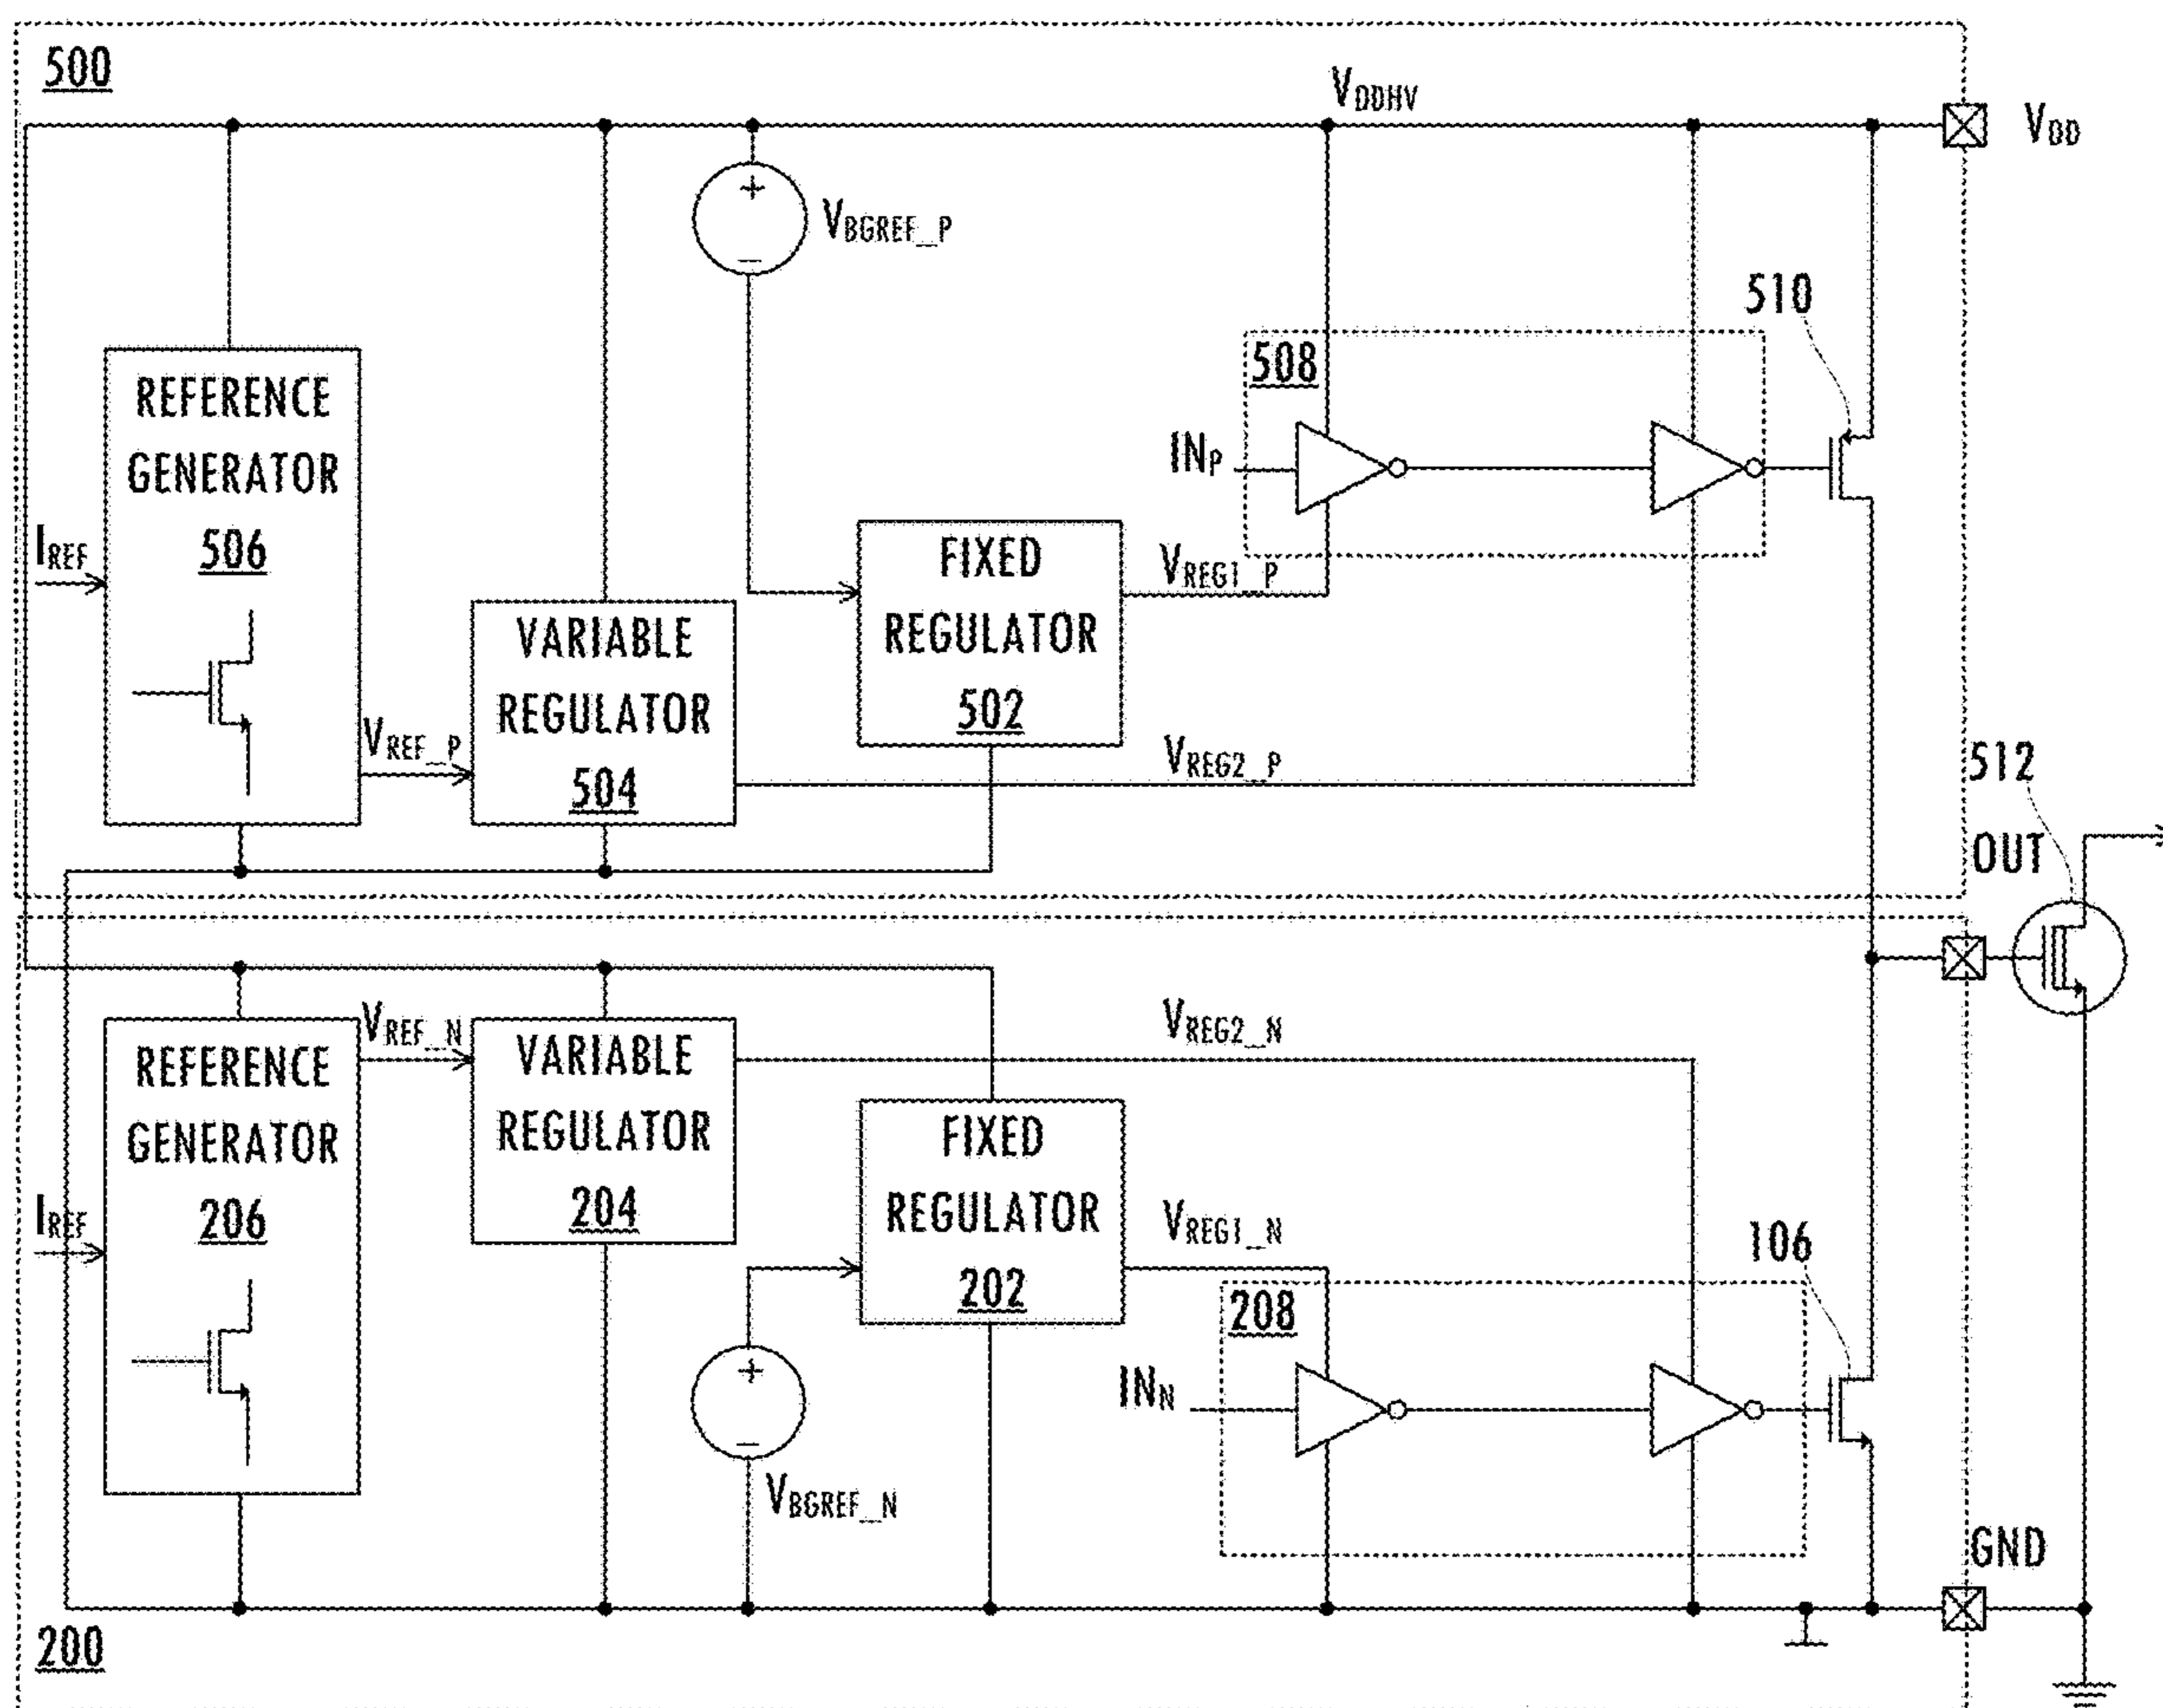 500
VDDHV
VDD
+
VBGREF_P
−
510
REFERENCE
GENERATOR
506
508
INP
IREF
FIXED
REGULATOR
502
VREG1_P
VARIABLE
REGULATOR
504
VREF_P
VREG2_P
512
OUT
VREF_N
VREG2_N
REFERENCE
GENERATOR
206
VARIABLE
REGULATOR
204
FIXED
REGULATOR
202
IREF
VREG1_N
106
208
+
INN
−
VBGREF_N
GND
200